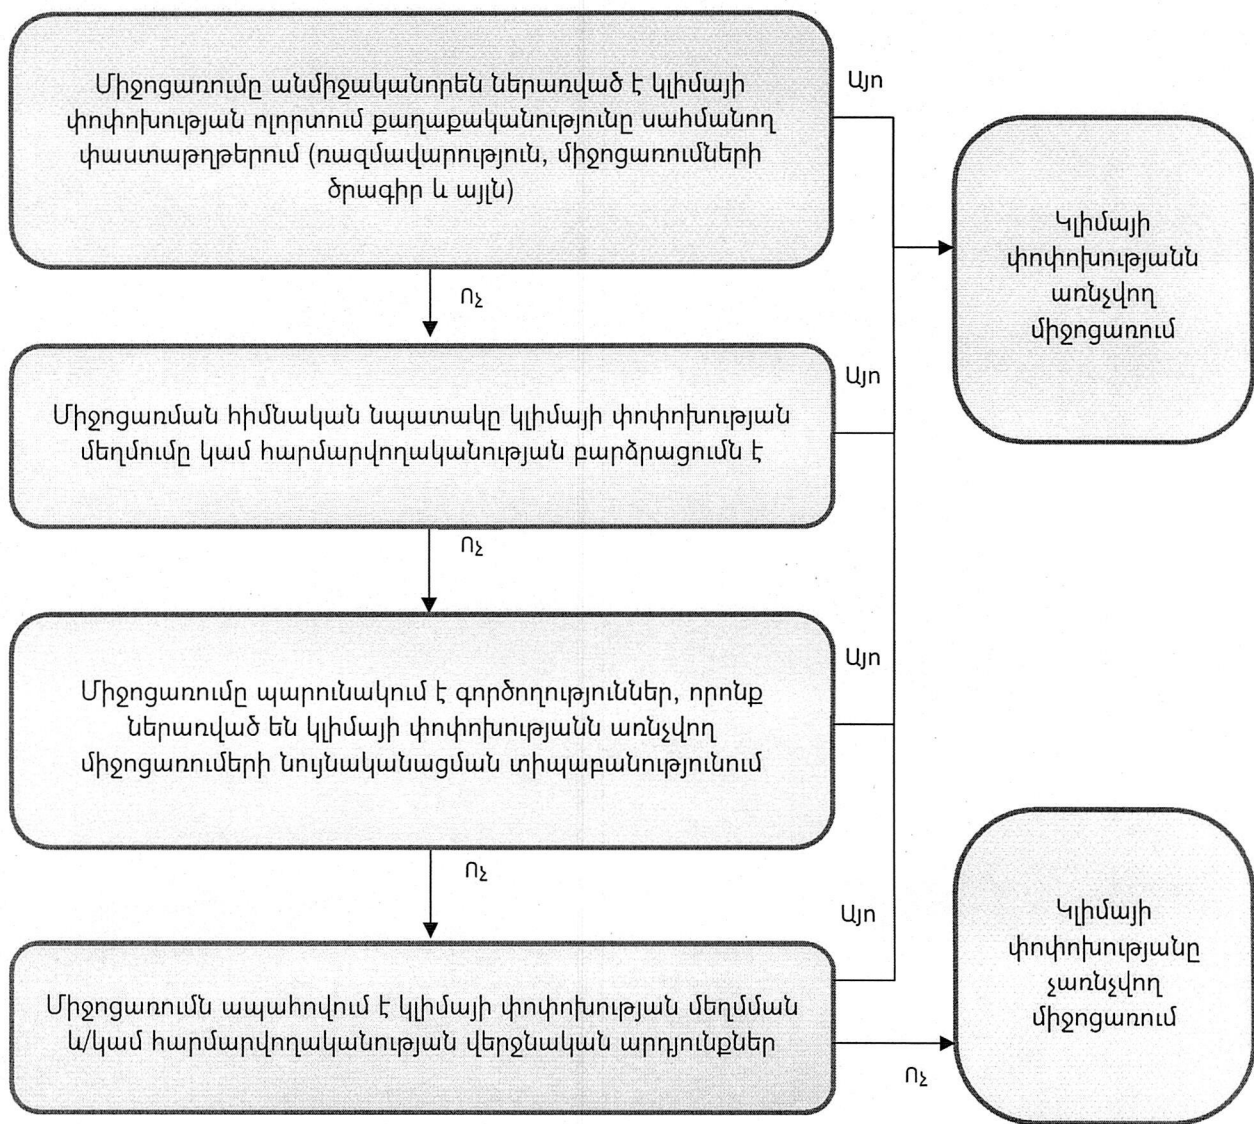 Միջոցառումը անմիջականորեն ներառված է կլիմայի
փոփոխության ոլորտում քաղաքականությունը սահմանող
փաստաթղթերում (ռազմավարություն, միջոցառումների
ծրագիր և այլն)
Այո
Կլիմայի
փոփոխությանն
առնչվող
միջոցառում
Ոչ
Միջոցառման հիմնական նպատակը կլիմայի փոփոխության
մեղմումը կամ հարմարվողականության բարձրացումն է
Այո
Ոչ
Միջոցառումը պարունակում է գործողություններ, որոնք
ներառված են կլիմայի փոփոխությանն առնչվող
միջոցառումերի նույնականացման տիպաբանությունում
Այո
Ոչ
Միջոցառումն ապահովում է կլիմայի փոփոխության մեղմման
և/կամ հարմարվողականության վերջնական արդյունքներ
Այո
Ոչ
Կլիմայի
փոփոխությանը
չառնչվող
միջոցառում